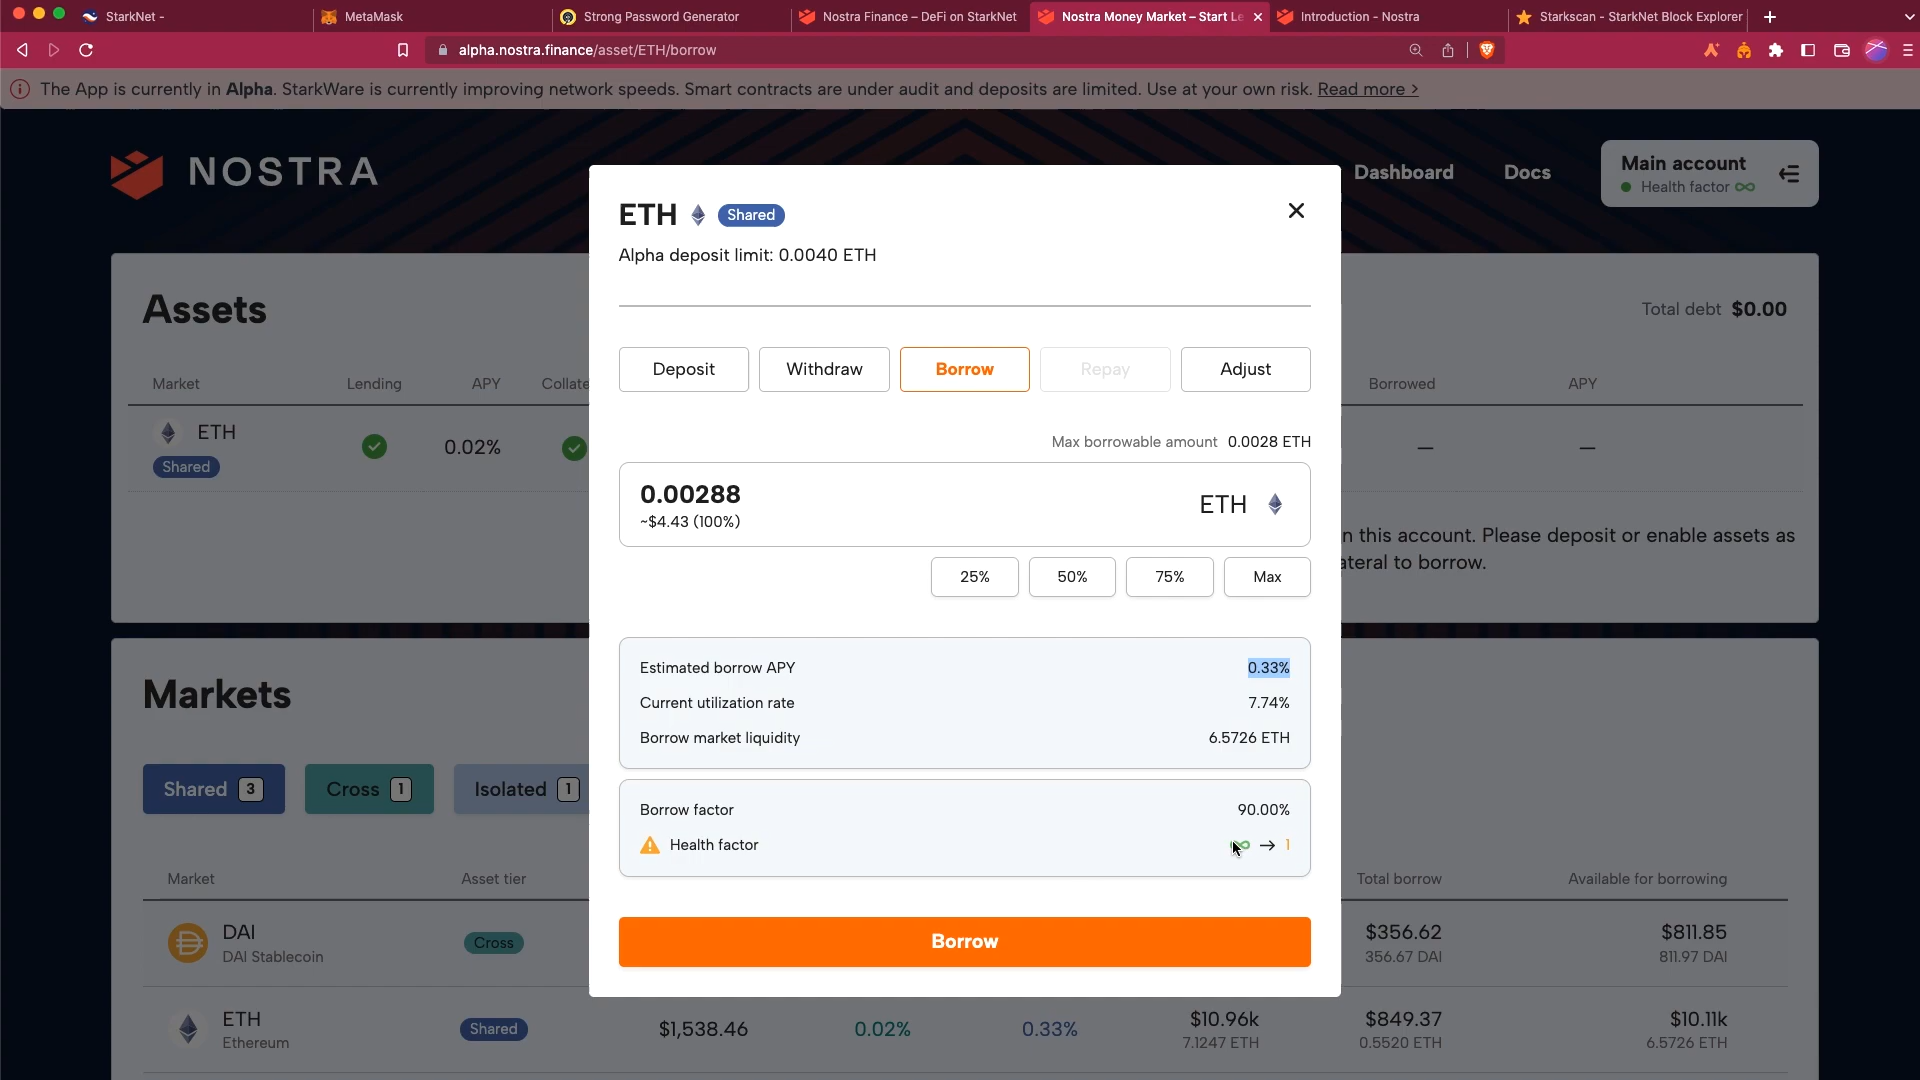 StarkNet -
MetaMask
Strong Password Generator
Nostra Finance – DeFi on StarkNet
Nostra Money Market – Start Le
Introduction - Nostra
Starkscan - StarkNet Block Explorer
alpha.nostra.finance/asset/ETH/borrow
The App is currently in Alpha. StarkWare is currently improving network speeds. Smart contracts are under audit and deposits are limited. Use at your own risk. Read more >
NOSTRA
Dashboard
Docs
Main account
Health factor ∞
Assets
Total debt $0.00
Market
Lending
APY
Collate
Borrowed
APY
ETH
Shared
0.02%
—
—
n this account. Please deposit or enable assets as
ateral to borrow.
ETH
Shared
Alpha deposit limit: 0.0040 ETH
Deposit
Withdraw
Borrow
Repay
Adjust
Max borrowable amount 0.0028 ETH
0.00288
~$4.43 (100%)
ETH
25%
50%
75%
Max
Estimated borrow APY 0.33%
Current utilization rate 7.74%
Borrow market liquidity 6.5726 ETH
Borrow factor 90.00%
Health factor ∞ → 1
Borrow
Markets
Shared 3
Cross 1
Isolated 1
Market
Asset tier
Total borrow
Available for borrowing
DAI
DAI Stablecoin
Cross
$356.62
356.67 DAI
$811.85
811.97 DAI
ETH
Ethereum
Shared
$1,538.46
0.02%
0.33%
$10.96k
7.1247 ETH
$849.37
0.5520 ETH
$10.11k
6.5726 ETH